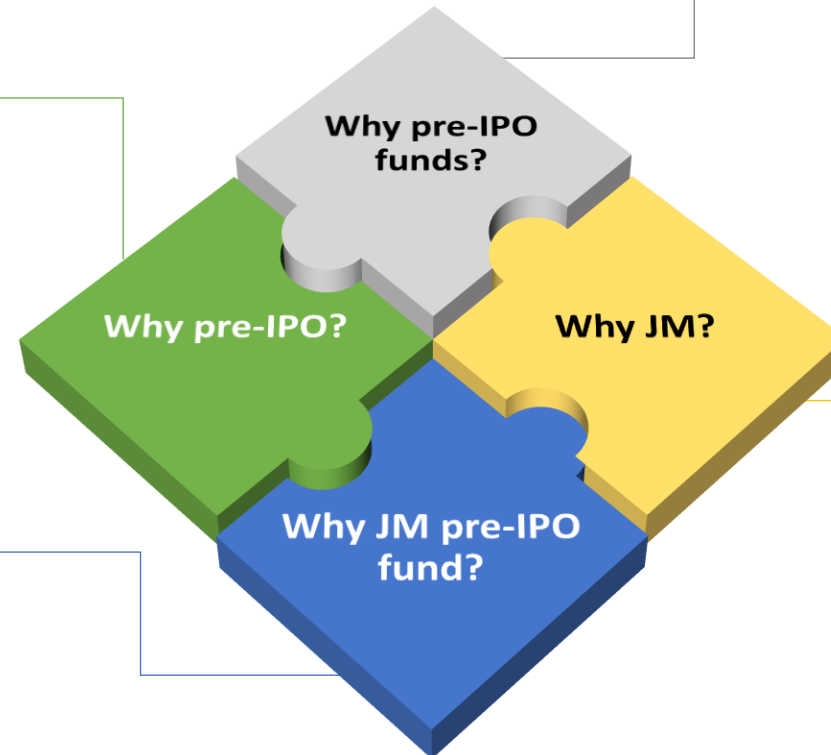 Why pre-IPO
funds?
Why pre-IPO?
Why JM?
Why JM pre-IPO
fund?